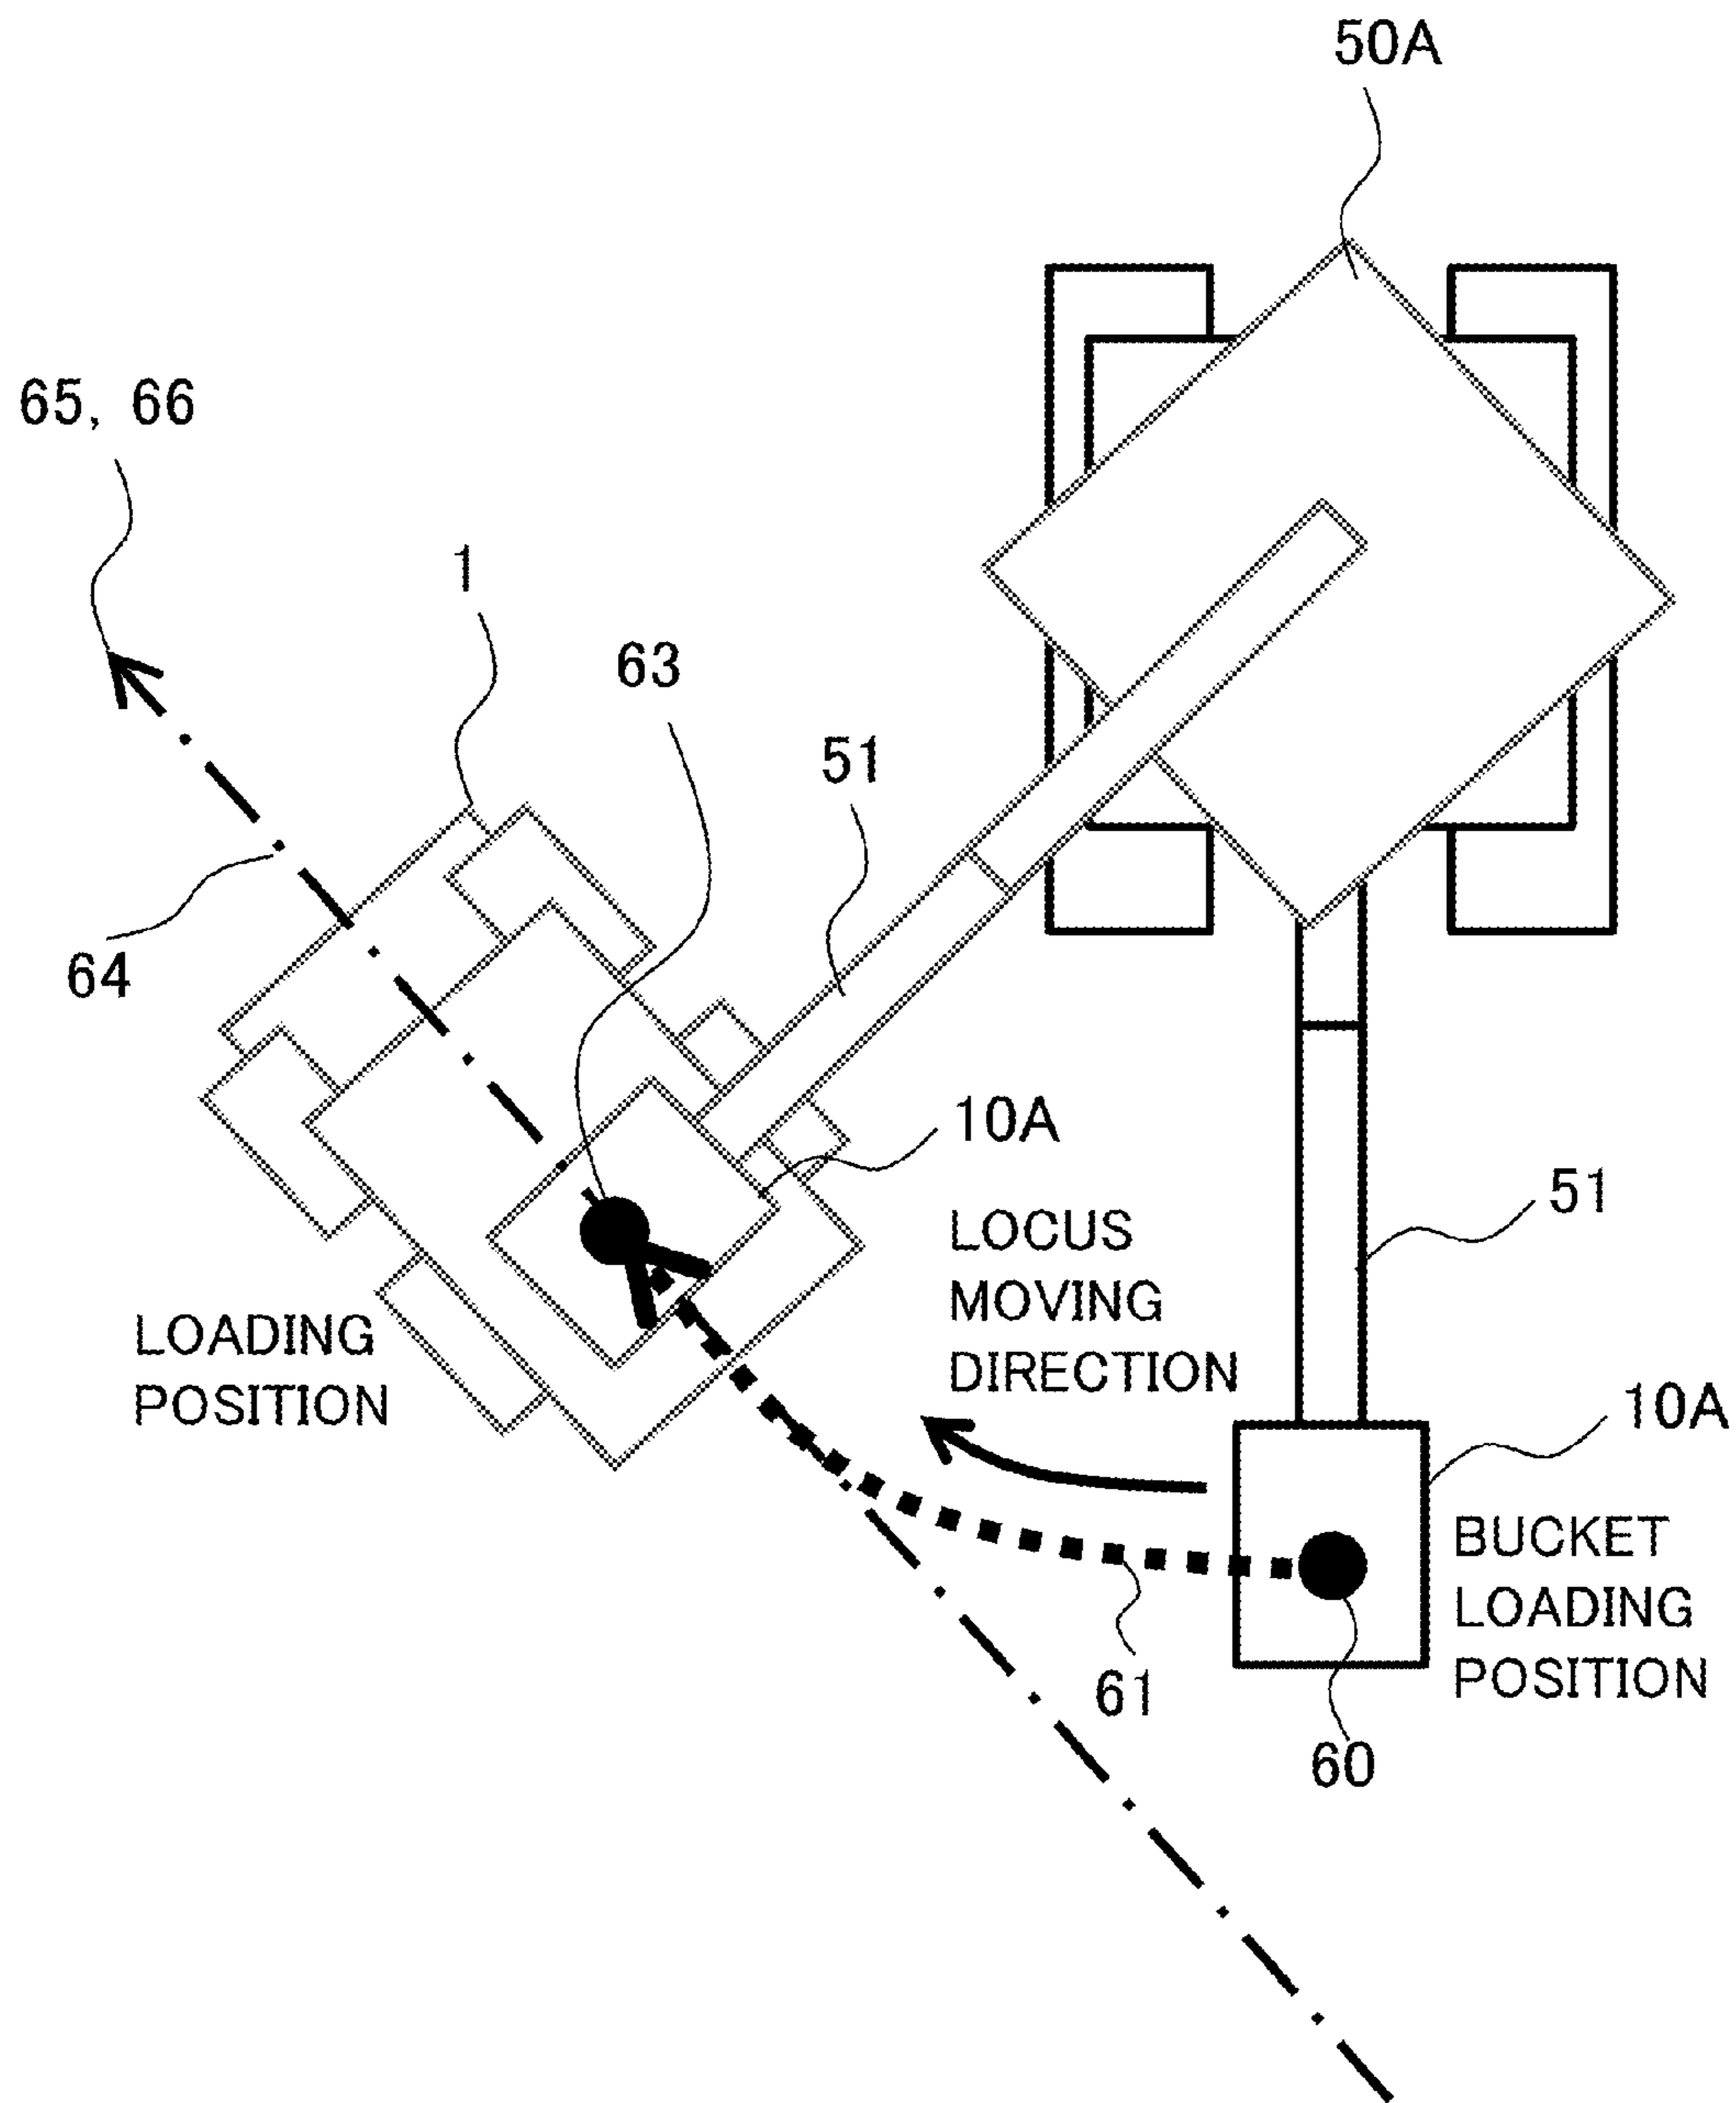 50A
65, 66
1
63
51
64
10A
51
LOCUS
MOVING
DIRECTION
LOADING
POSITION
10A
BUCKET
LOADING
POSITION
61
60